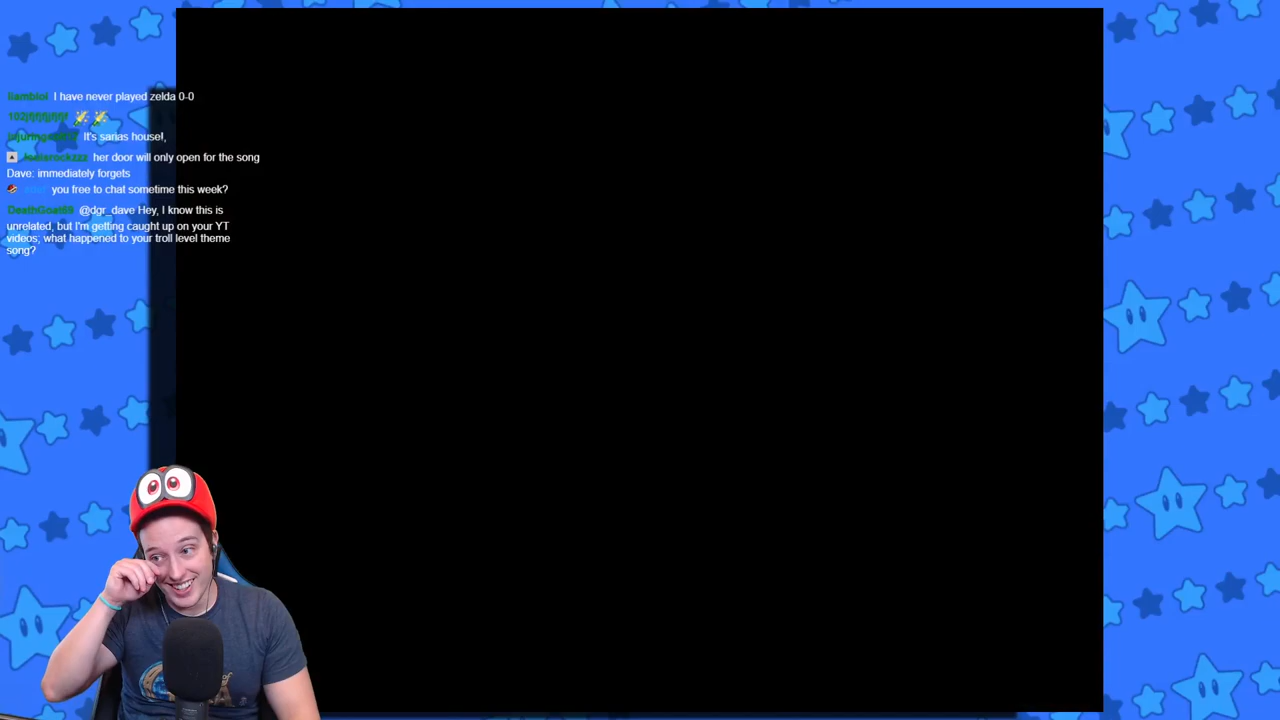 I have never played zelda 0-0
It's sarias house!,
her door will only open for the song
Dave: immediately forgets
you free to chat sometime this week?
DeathGoat69 @dgr_dave Hey, I know this is
unrelated, but I'm getting caught up on your YT
videos; what happened to your troll level theme
song?